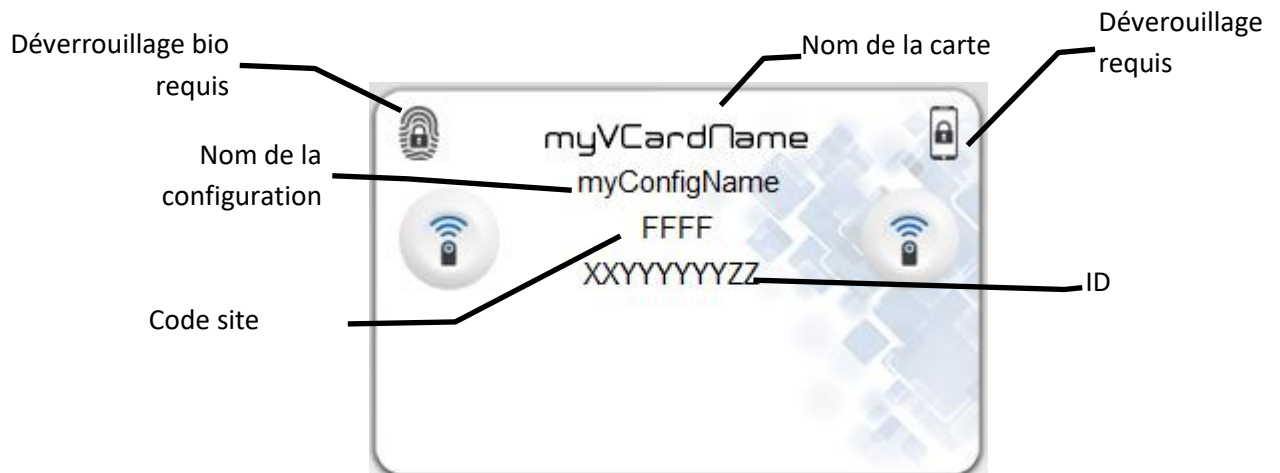 Déverrouillage bio
requis
Nom de la carte
Déverouillage
requis
myVCardName
Nom de la
configuration
myConfigName
FFFF
XXYYYYYYZZ
ID
Code site